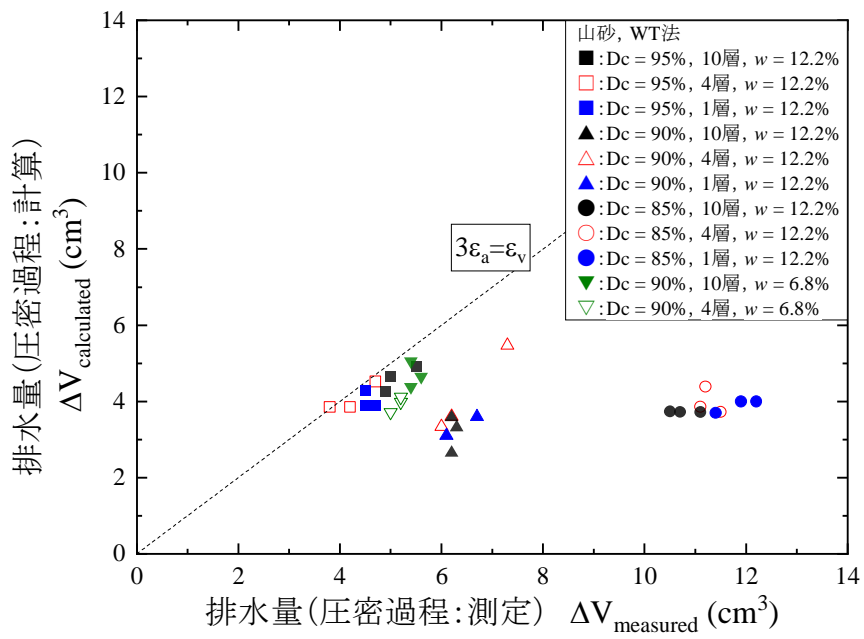 14
12
10
8
6
4
2
0
排水量(圧密過程:計算)
ΔVcalculated (cm3)
3εa=εv
山砂, WT法
:Dc = 95%, 10層, w = 12.2%
:Dc = 95%, 4層, w = 12.2%
:Dc = 95%, 1層, w = 12.2%
:Dc = 90%, 10層, w = 12.2%
:Dc = 90%, 4層, w = 12.2%
:Dc = 90%, 1層, w = 12.2%
:Dc = 85%, 10層, w = 12.2%
:Dc = 85%, 4層, w = 12.2%
:Dc = 85%, 1層, w = 12.2%
:Dc = 90%, 10層, w = 6.8%
:Dc = 90%, 4層, w = 6.8%
0 2 4 6 8 10 12 14
排水量(圧密過程:測定) ΔVmeasured (cm3)